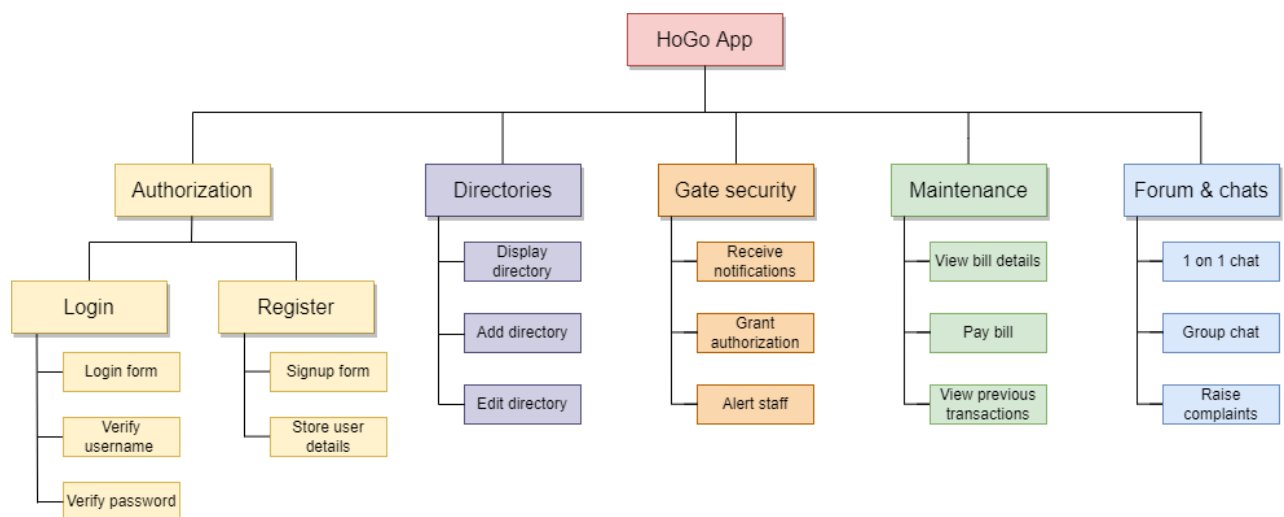 HoGo App
Authorization
Directories
Gate security
Maintenance
Forum & chats
Login
Register
Login form
Verify
username
Verify password
Signup form
Store user
details
Display
directory
Add directory
Edit directory
Receive
notifications
Grant
authorization
Alert staff
View bill details
Pay bill
View previous
transactions
1 on 1 chat
Group chat
Raise
complaints